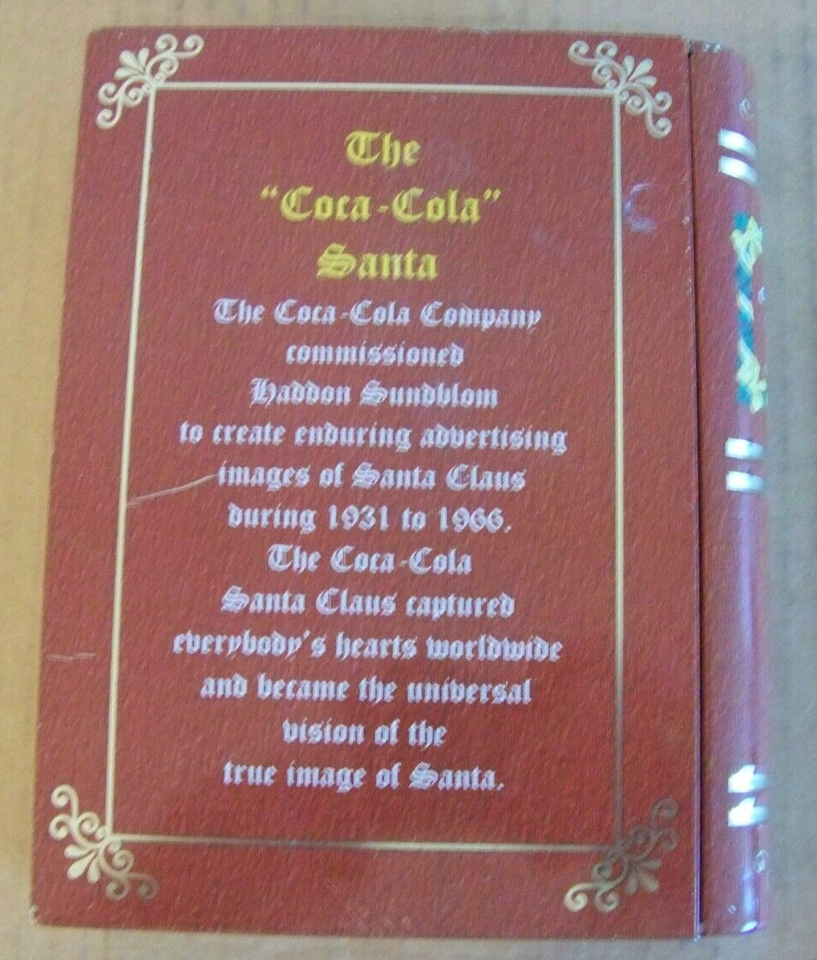 The
“Coca-Cola”
Santa
The Coca-Cola Company
commissioned
Haddon Sundblom
to create enduring advertising
images of Santa Claus
during 1931 to 1966.
The Coca-Cola
Santa Claus captured
everybody's hearts worldwide
and became the universal
vision of the
true image of Santa.